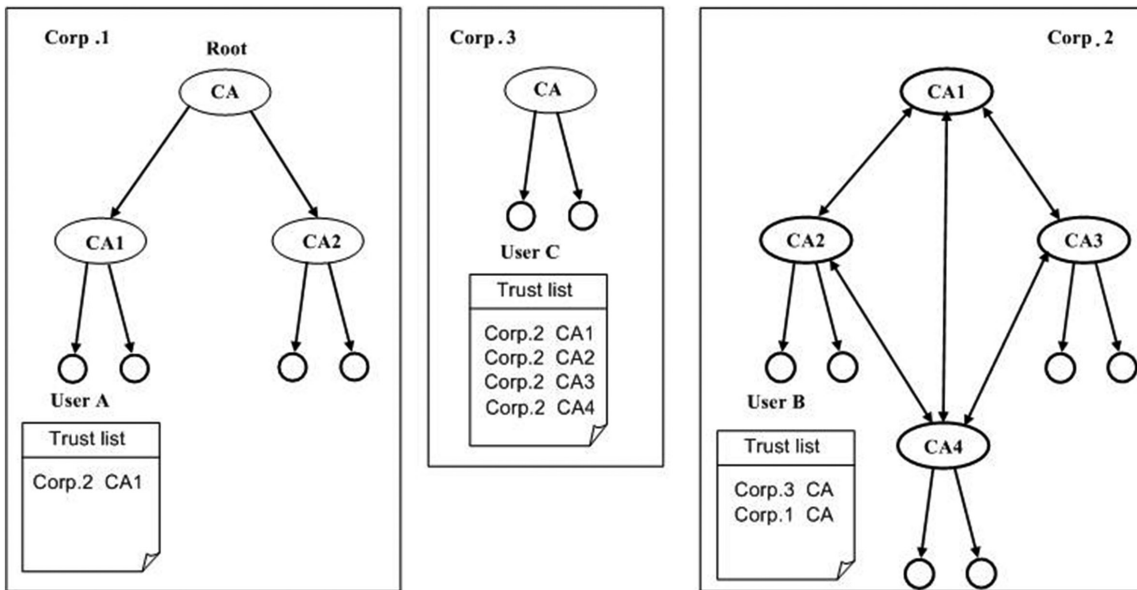 Corp .1
Root
CA
CA1
CA2
User A
Trust list
Corp.2 CA1
Corp. 3
CA
User C
Trust list
Corp.2 CA1
Corp.2 CA2
Corp.2 CA3
Corp.2 CA4
Corp. 2
CA1
CA2
CA3
User B
CA4
Trust list
Corp.3 CA
Corp.1 CA